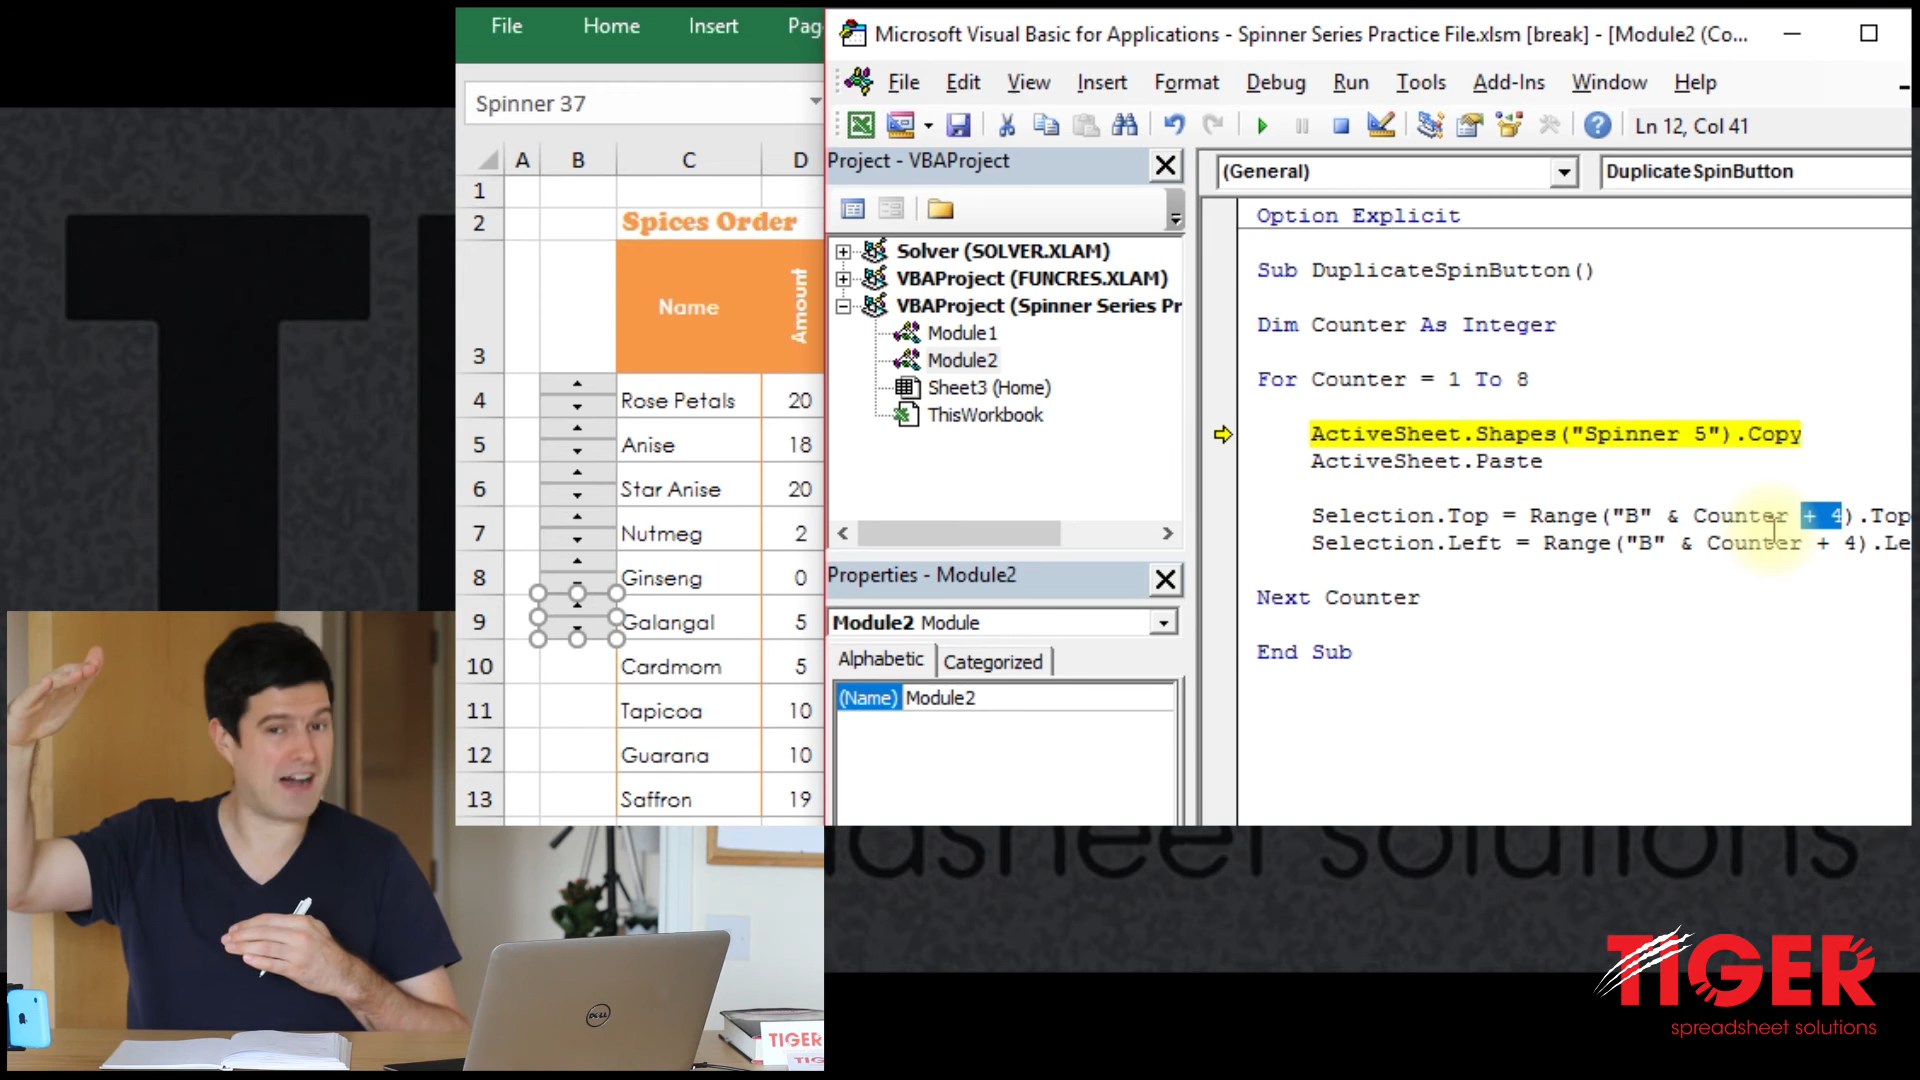 File Home Insert Pag
Spinner 37
A B C D
1
2 Spices Order
3 Name Amount
4 Rose Petals 20
5 Anise 18
6 Star Anise 20
7 Nutmeg 2
8 Ginseng 0
9 Galangal 5
10 Cardmom 5
11 Tapicoa 10
12 Guarana 10
13 Saffron 19
Microsoft Visual Basic for Applications - Spinner Series Practice File.xlsm [break] - [Module2 (Co...
File Edit View Insert Format Debug Run Tools Add-Ins Window Help
Ln 12, Col 41
Project - VBAProject
Solver (SOLVER.XLAM)
VBAProject (FUNCRES.XLAM)
VBAProject (Spinner Series Pr
Module1
Module2
Sheet3 (Home)
ThisWorkbook
Properties - Module2
Module2 Module
Alphabetic Categorized
(Name) Module2
(General) DuplicateSpinButton
Option Explicit
Sub DuplicateSpinButton()
Dim Counter As Integer
For Counter = 1 To 8
ActiveSheet.Shapes("Spinner 5").Copy
ActiveSheet.Paste
Selection.Top = Range("B" & Counter + 4).Top
Selection.Left = Range("B" & Counter + 4).Le
Next Counter
End Sub
DELL
TIGER
TIG
adsheet solutions
TIGER
spreadsheet solutions